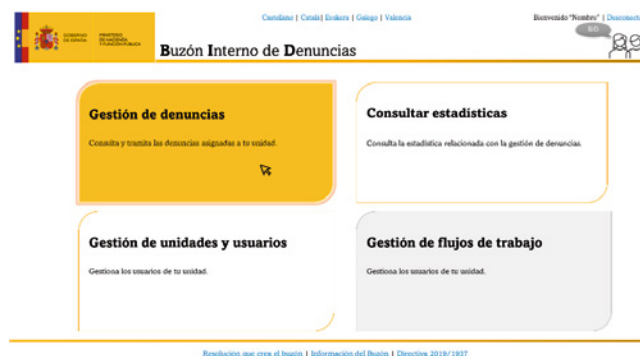 Castellano | Català | Euskera | Galego | Valencià
Bienvenido "Nombre" | Desconect
GOBIERNO DE ESPAÑA
MINISTERIO DE HACIENDA Y FUNCIÓN PÚBLICA
Buzón Interno de Denuncias
Gestión de denuncias
Consulta y tramita las denuncias asignadas a tu unidad.
Consultar estadísticas
Consulta la estadística relacionada con la gestión de denuncias.
Gestión de unidades y usuarios
Gestiona los usuarios de tu unidad.
Gestión de flujos de trabajo
Gestiona los usuarios de tu unidad.
Resolución que crea el buzón | Información del Buzón | Directiva 2019/1937